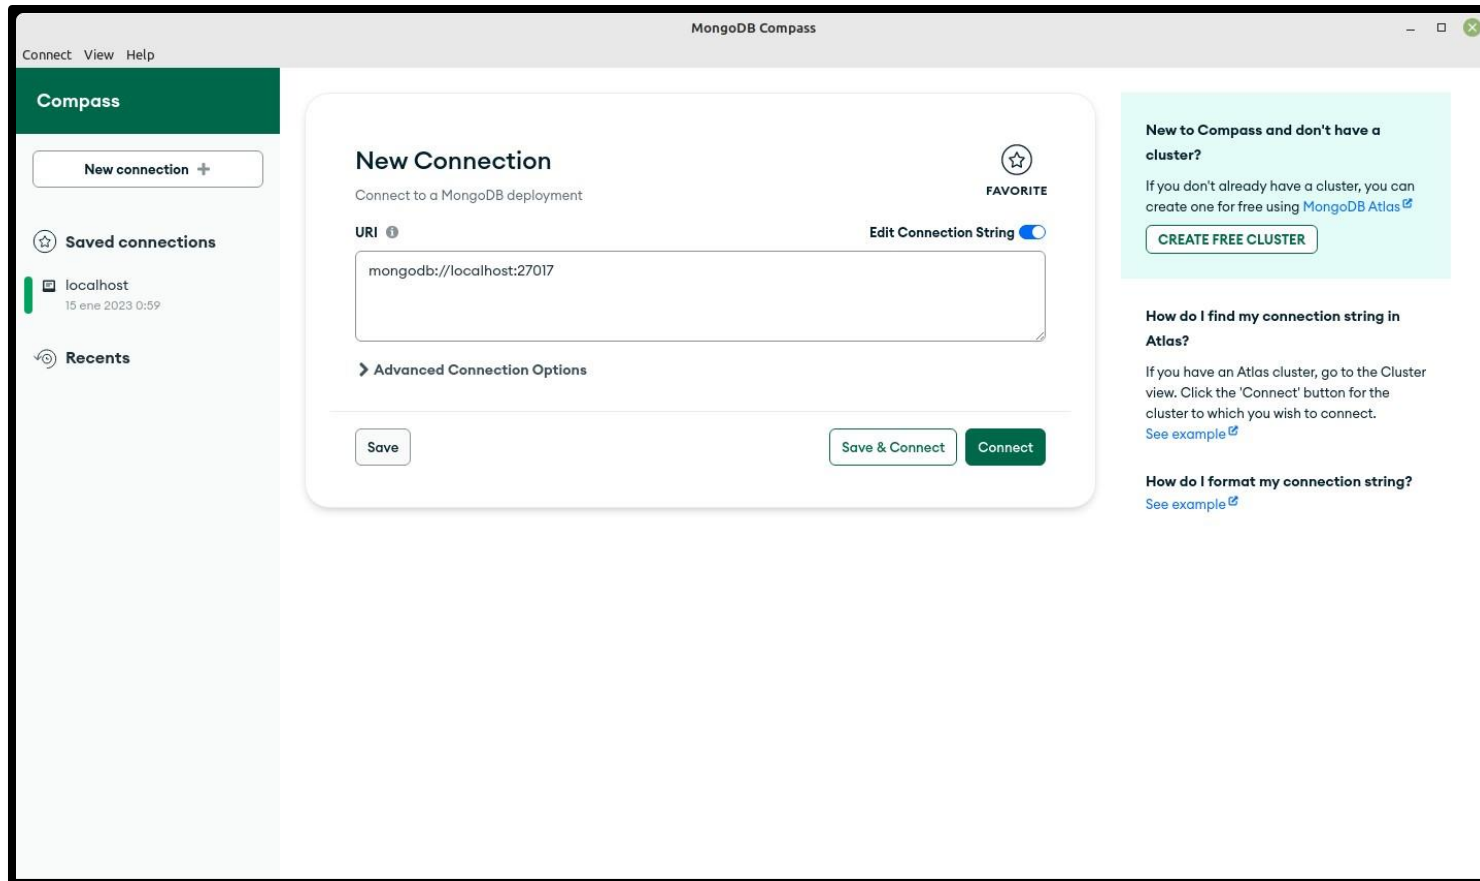 MongoDB Compass
Connect View Help
Compass
New connection
Saved connections
localhost
15 ene 2023 0:59
Recents
New Connection
Connect to a MongoDB deployment
FAVORITE
URI
Edit Connection String
mongodb://localhost:27017
Advanced Connection Options
Save
Save & Connect
Connect
New to Compass and don't have a
cluster?
If you don't already have a cluster, you can
create one for free using MongoDB Atlas
CREATE FREE CLUSTER
How do I find my connection string in
Atlas?
If you have an Atlas cluster, go to the Cluster
view. Click the 'Connect' button for the
cluster to which you wish to connect.
See example
How do I format my connection string?
See example